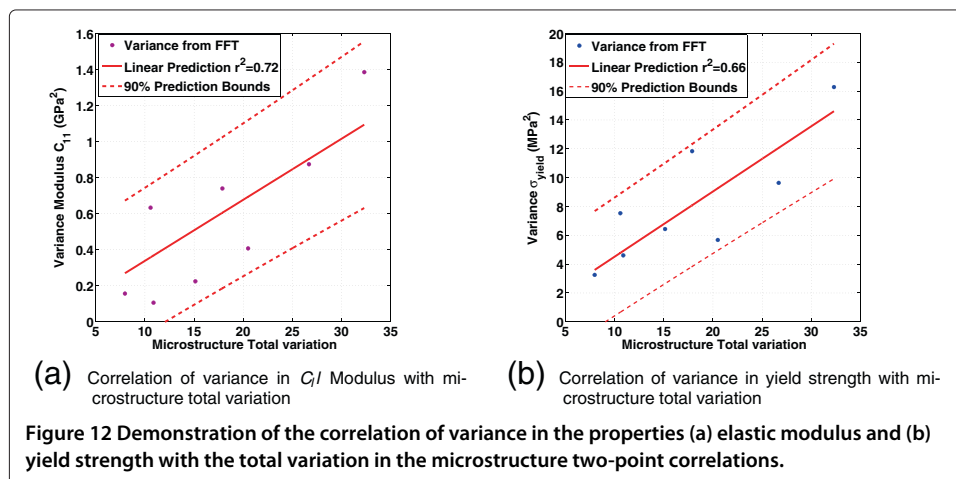 1.6
1.4
1.2
1
0.8
0.6
0.4
0.2
0
Variance Modulus C₁₁ (GPa²)
Variance from FFT
Linear Prediction r²=0.72
90% Prediction Bounds
5 10 15 20 25 30 35
Microstructure Total variation
(a) Correlation of variance in C_I I Modulus with mi-
crostructure total variation
20
18
16
14
12
10
8
6
4
2
0
Variance σyield (MPa²)
Variance from FFT
Linear Prediction r²=0.66
90% Prediction Bounds
5 10 15 20 25 30 35
Microstructure Total variation
(b) Correlation of variance in yield strength with mi-
crostructure total variation
Figure 12 Demonstration of the correlation of variance in the properties (a) elastic modulus and (b)
yield strength with the total variation in the microstructure two-point correlations.